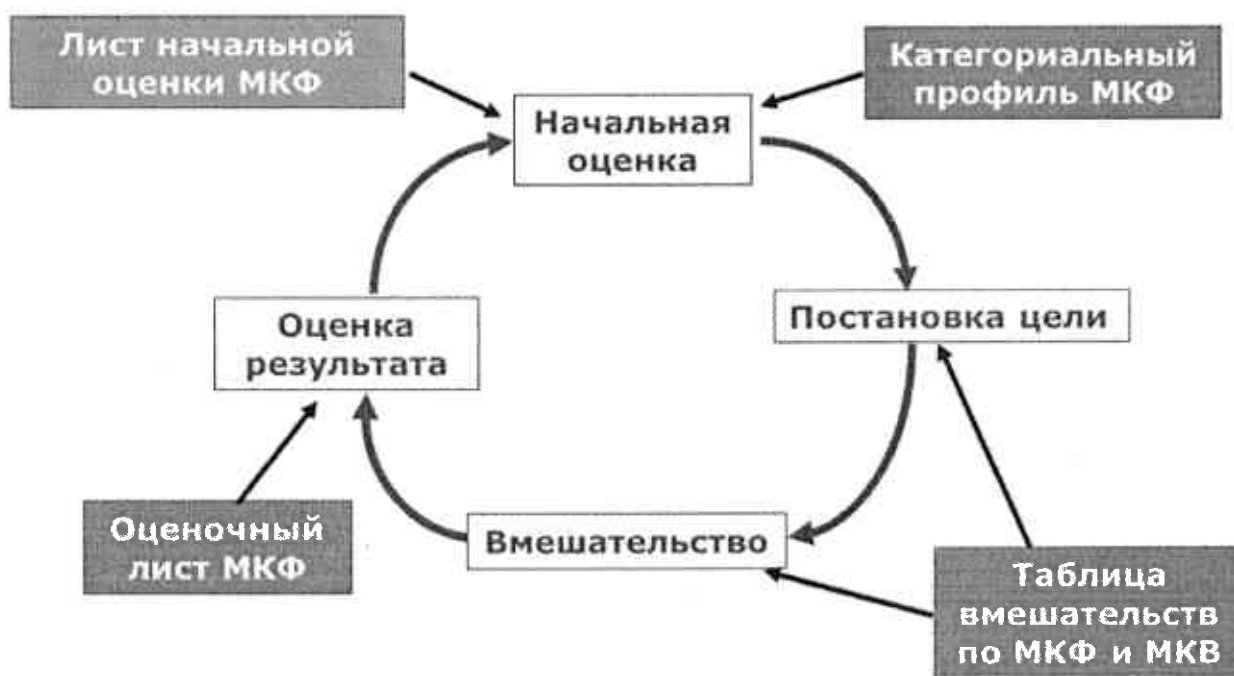 Лист начальной
оценки МКФ
Категориальный
профиль МКФ
Начальная
оценка
Оценка
результата
Постановка цели
Оценочный
лист МКФ
Вмешательство
Таблица
вмешательств
по МКФ и МКВ